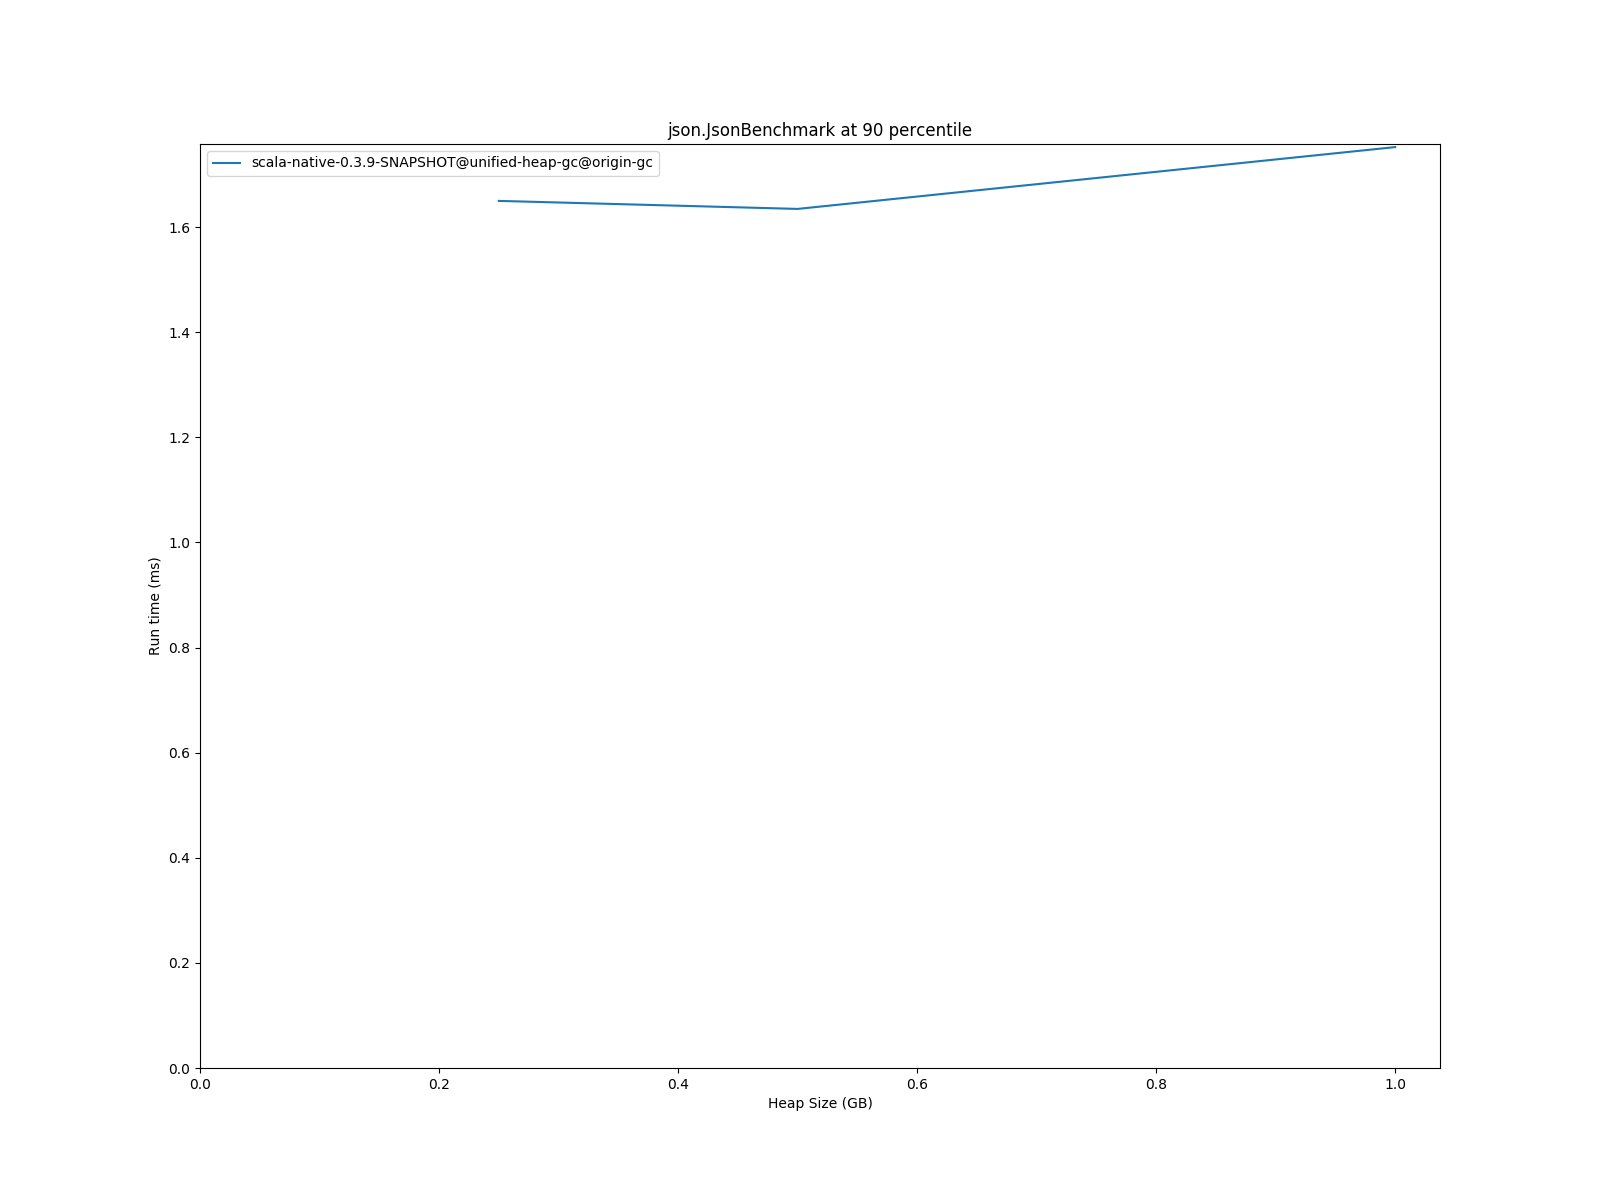 json.JsonBenchmark at 90 percentile
scala-native-0.3.9-SNAPSHOT@unified-heap-gc@origin-gc
1.6
1.4
1.2
1.0
0.8
0.6
0.4
0.2
0.0
Run time (ms)
0.0 0.2 0.4 0.6 0.8 1.0
Heap Size (GB)